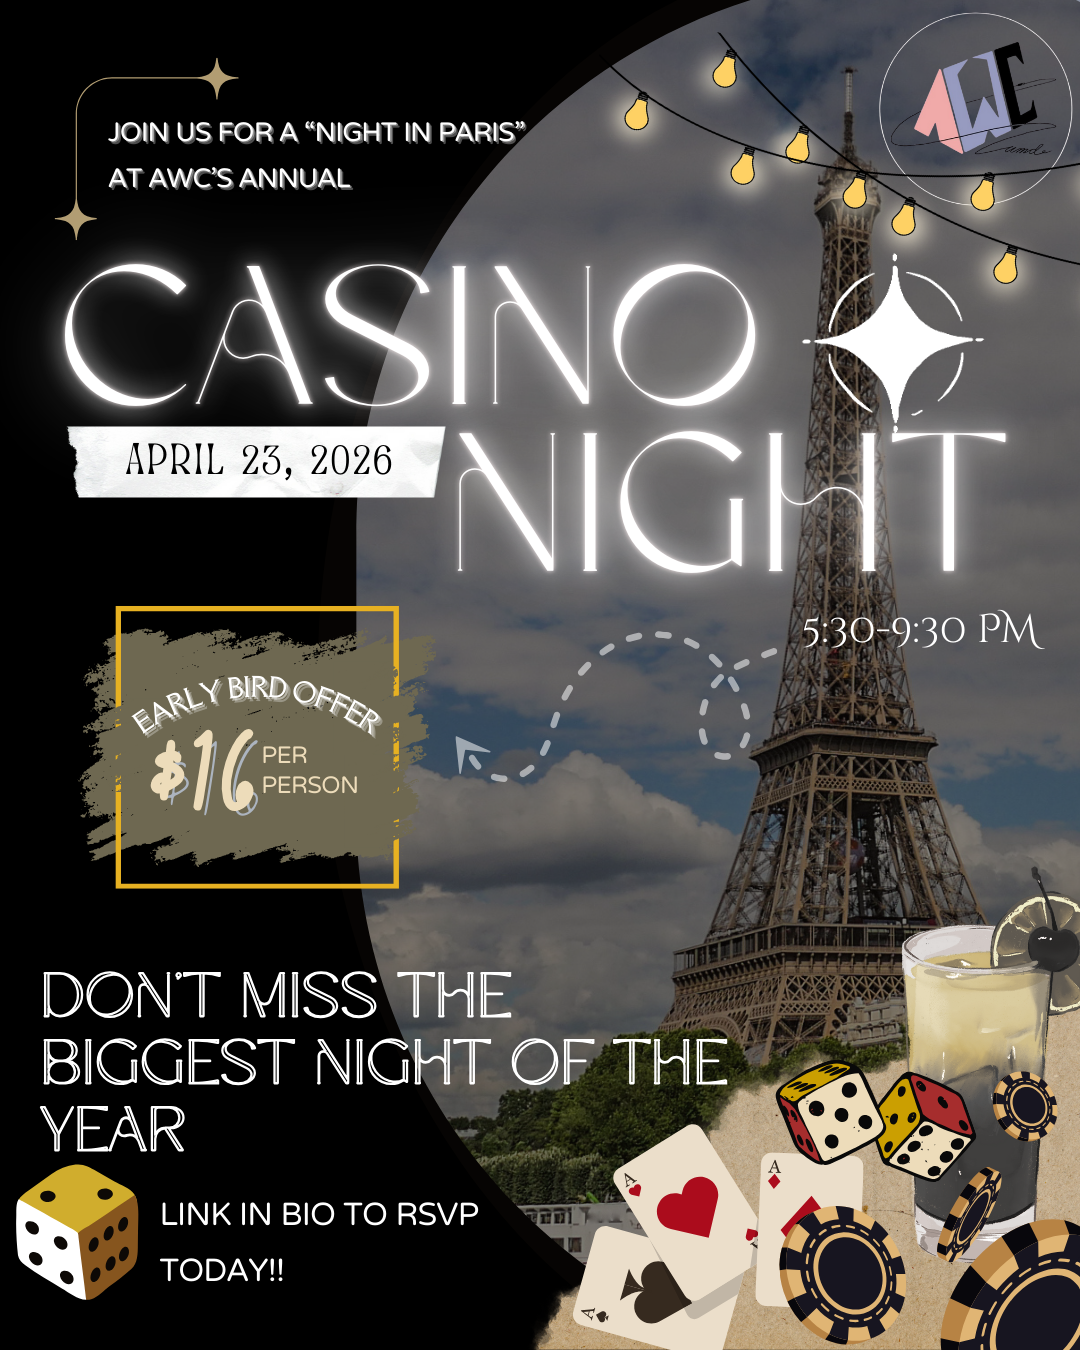 JOIN US FOR A “NIGHT IN PARIS”
AT AWC’S ANNUAL
AWC
umd
CASINO
APRIL 23, 2026
NIGHT
5:30-9:30 PM
EARLY BIRD OFFER
$16 PER
PERSON
DON'T MISS THE
BIGGEST NIGHT OF THE
YEAR
LINK IN BIO TO RSVP
TODAY!!
A
A
A